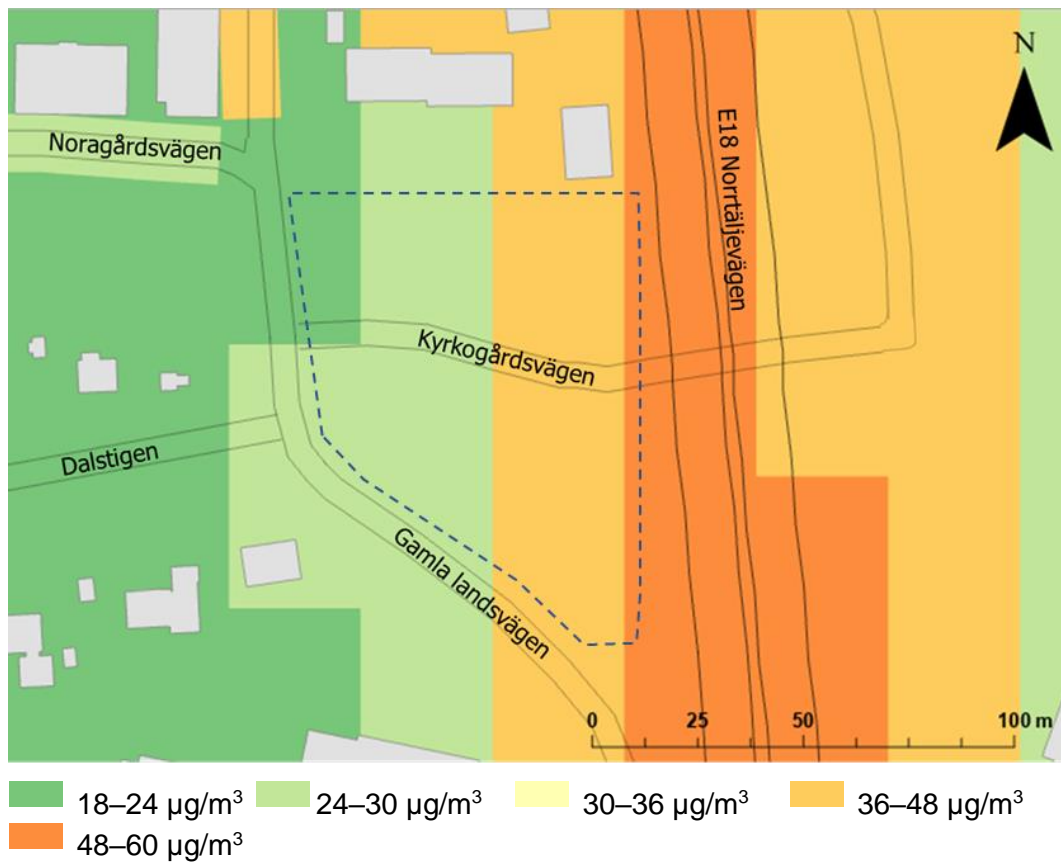 N
Noragårdsvägen
E18 Norrtäljevägen
Kyrkogårdsvägen
Dalstigen
Gamla landsvägen
0 25 50 100 m
18–24 µg/m³ 24–30 µg/m³ 30–36 µg/m³ 36–48 µg/m³
48–60 µg/m³